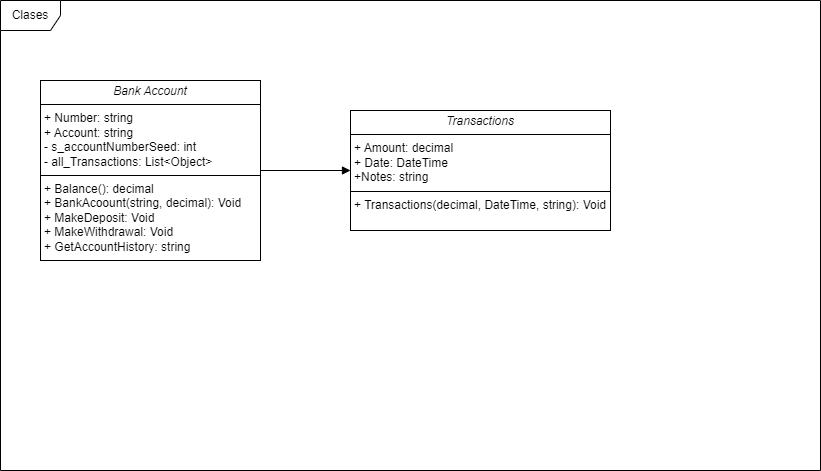 Clases
Bank Account
+ Number: string
+ Account: string
- s_accountNumberSeed: int
- all_Transactions: List<Object>
+ Balance(): decimal
+ BankAcoount(string, decimal): Void
+ MakeDeposit: Void
+ MakeWithdrawal: Void
+ GetAccountHistory: string
Transactions
+ Amount: decimal
+ Date: DateTime
+Notes: string
+ Transactions(decimal, DateTime, string): Void